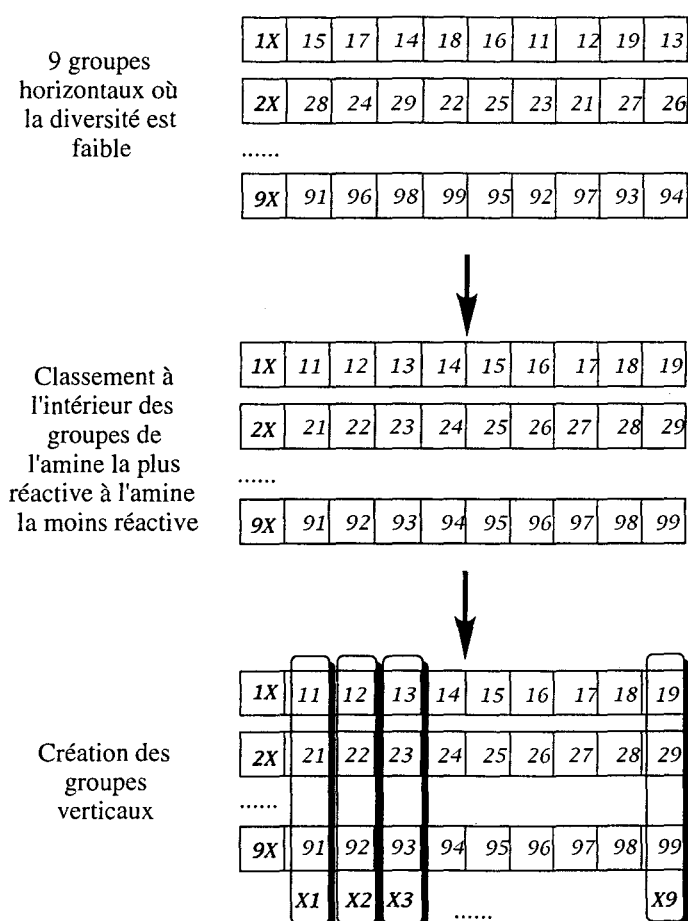 9 groupes
horizontaux où
la diversité est
faible
1X 15 17 14 18 16 11 12 19 13
2X 28 24 29 22 25 23 21 27 26
......
9X 91 96 98 99 95 92 97 93 94
Classement à
l'intérieur des
groupes de
l'amine la plus
réactive à l'amine
la moins réactive
1X 11 12 13 14 15 16 17 18 19
2X 21 22 23 24 25 26 27 28 29
......
9X 91 92 93 94 95 96 97 98 99
Création des
groupes
verticaux
1X 11 12 13 14 15 16 17 18 19
2X 21 22 23 24 25 26 27 28 29
......
9X 91 92 93 94 95 96 97 98 99
X1 X2 X3 ...... X9